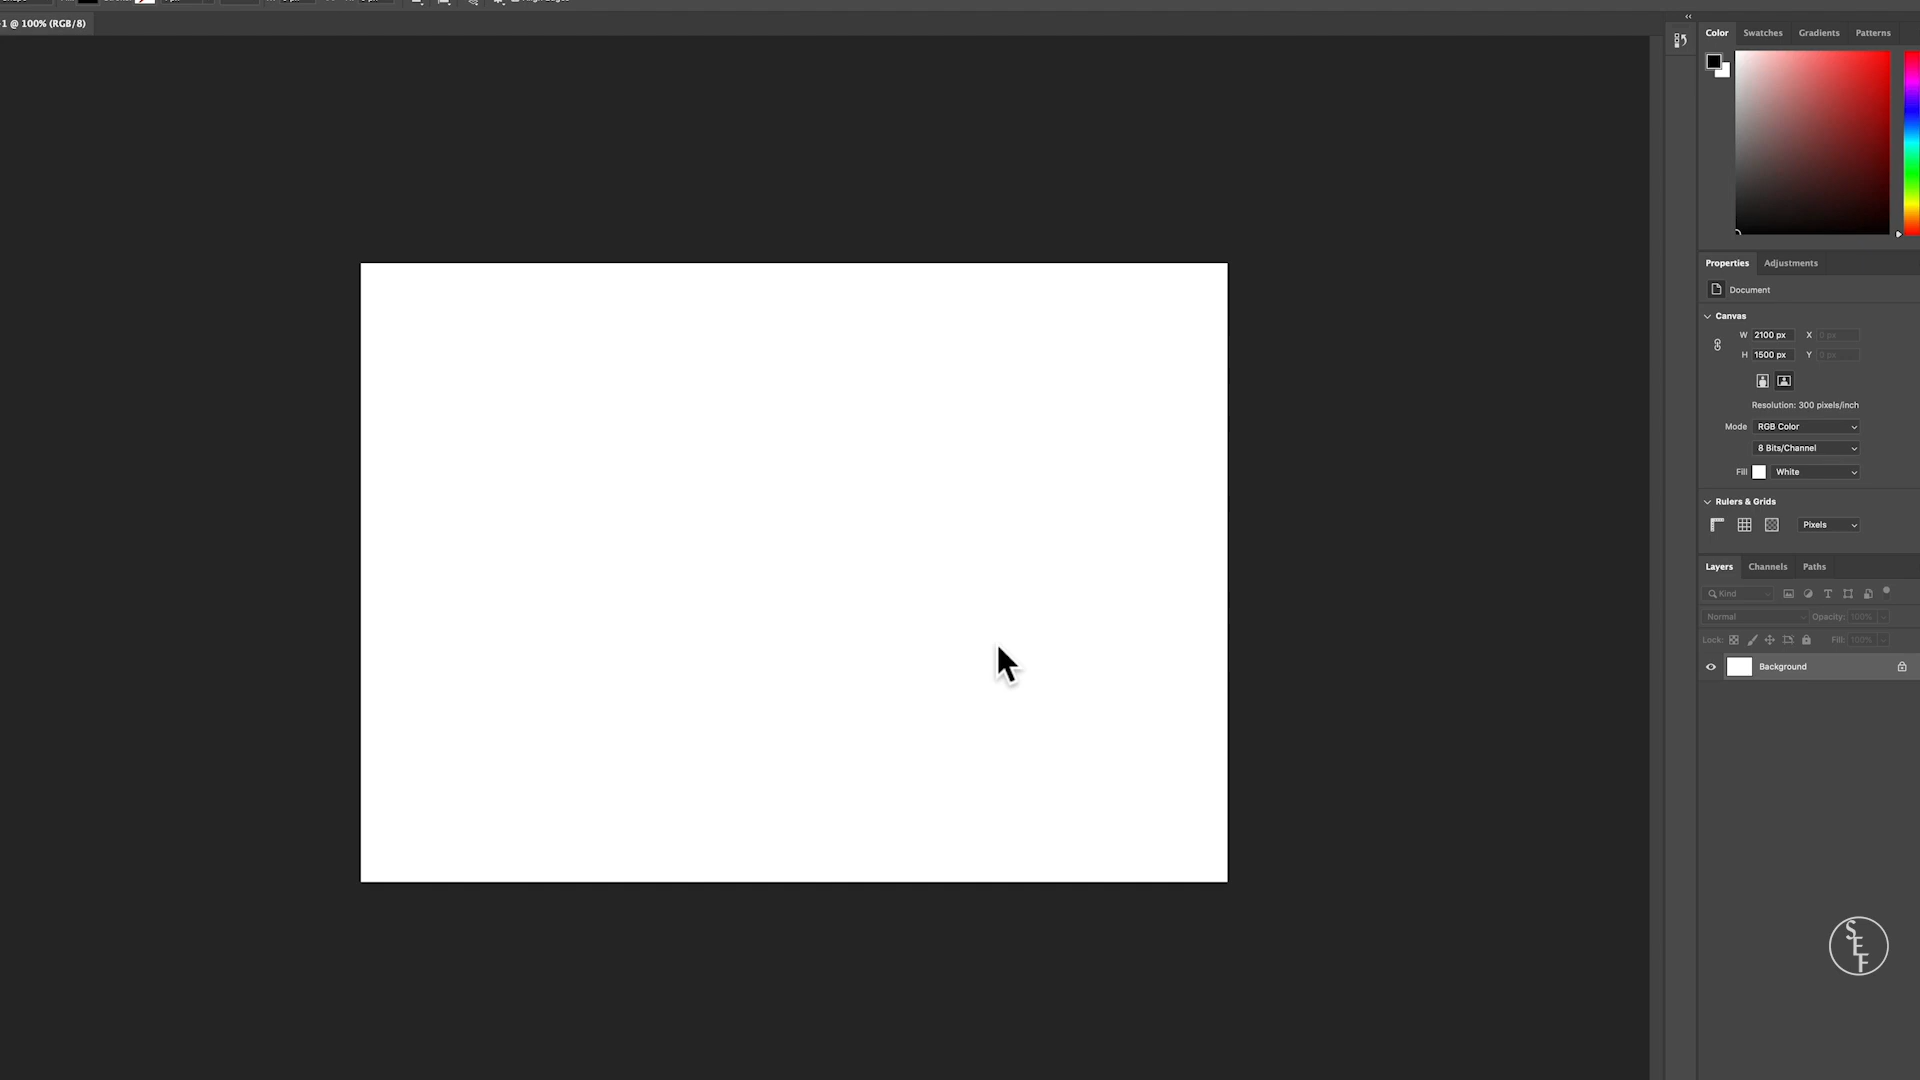 -1 @ 100% (RGB/8)
Color Swatches Gradients Patterns
Properties Adjustments
Document
Canvas
W 2100 px X 0 px
H 1500 px Y 0 px
Resolution: 300 pixels/inch
Mode RGB Color
8 Bits/Channel
Fill White
Rulers & Grids
Pixels
Layers Channels Paths
Kind
Normal Opacity: 100%
Lock: Fill: 100%
Background
SEF